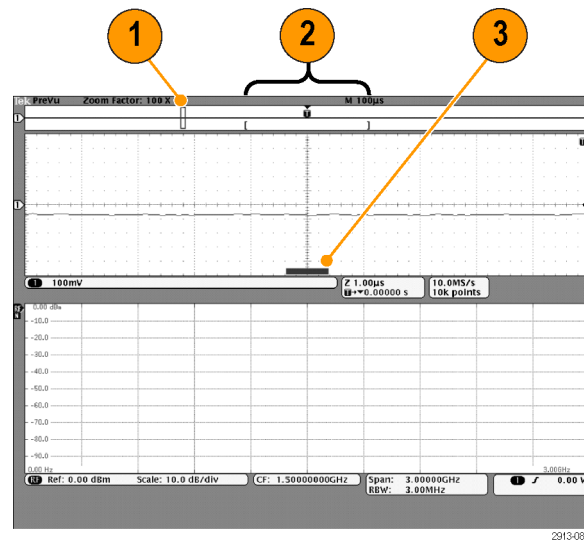 1
2
3
Tek PreVu Zoom Factor: 100 X M 100µs
1
1
1 100mV
Z 1.00µs
0.00000 s
10.0MS/s
10k points
0.00 dBm
-10.0
-20.0
-30.0
-40.0
-50.0
-60.0
-70.0
-80.0
-90.0
0.00 Hz 3.00GHz
RF Ref: 0.00 dBm Scale: 10.0 dB/div CF: 1.50000000GHz
Span: 3.00000GHz
RBW: 3.00MHz
1 0.00 V
2913-08